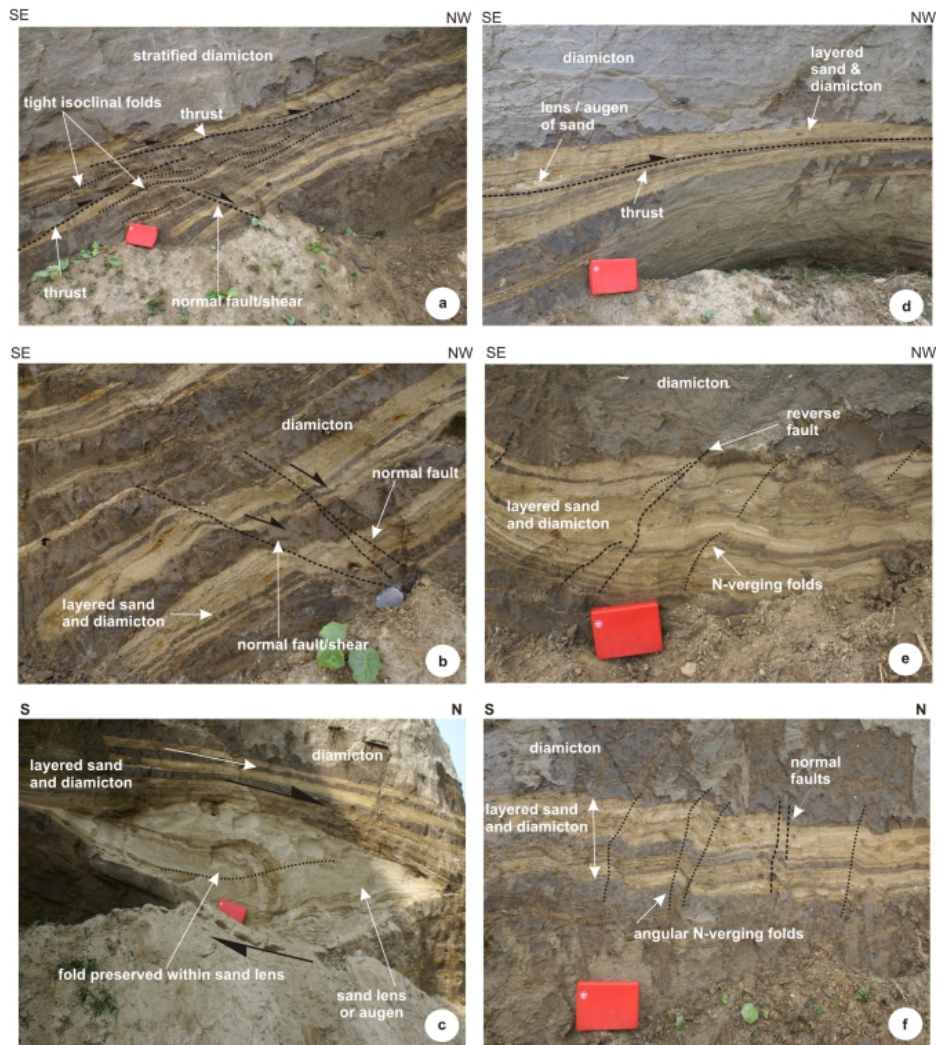 SE NW
stratified diamicton
tight isoclinal folds
thrust
thrust
normal fault/shear
a
SE NW
diamicton
layered
sand &
diamicton
lens / augen
of sand
thrust
d
SE NW
diamicton
normal fault
layered sand
and diamicton
normal fault/shear
b
SE NW
diamicton
reverse
fault
layered sand
and diamicton
N-verging folds
e
S N
diamicton
layered sand
and diamicton
fold preserved within sand lens
sand lens
or augen
c
S N
diamicton
normal
faults
layered sand
and diamicton
angular N-verging folds
f